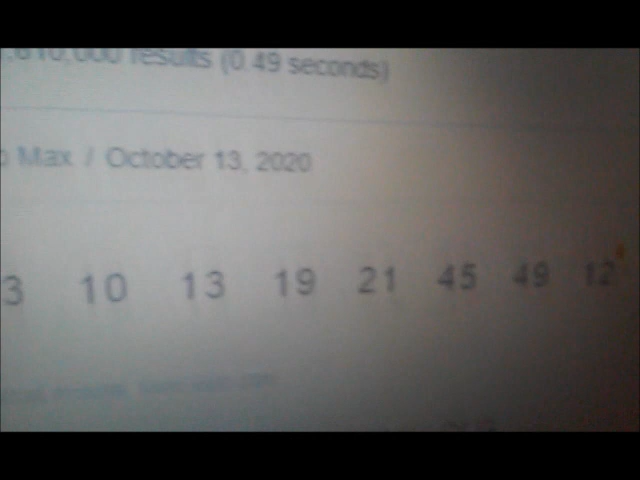 results (0.49 seconds)
Max / October 13, 2020
3 10 13 19 21 45 49 12